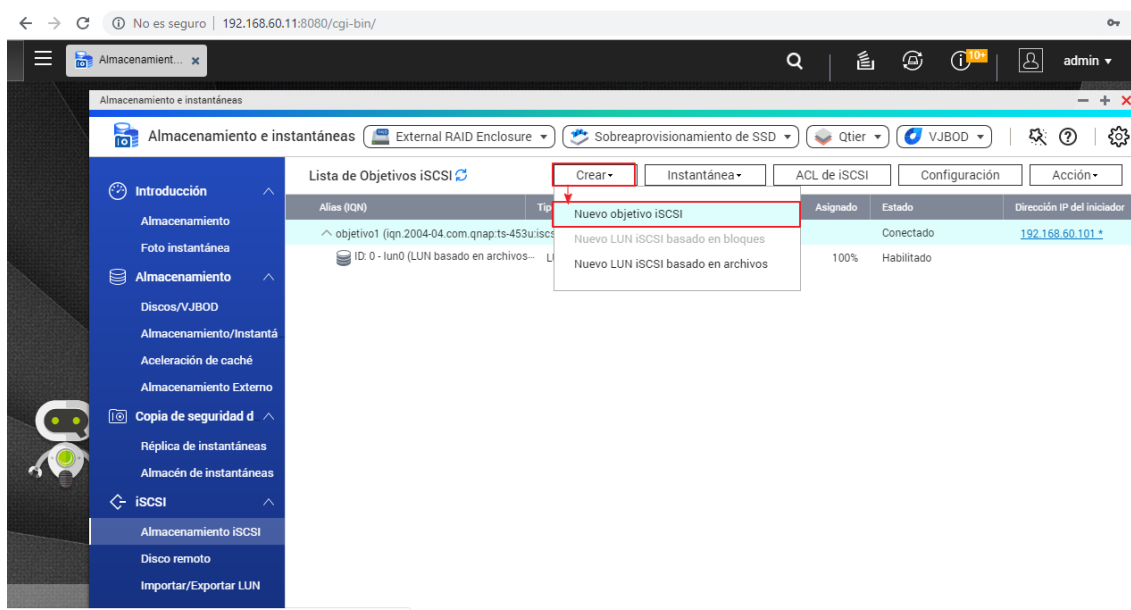 No es seguro | 192.168.60.11:8080/cgi-bin/
Almacenamient... x
10+
admin
Almacenamiento e instantáneas
Almacenamiento e instantáneas
External RAID Enclosure
Sobreaprovisionamiento de SSD
Qtier
VJBOD
Introducción
Almacenamiento
Foto instantánea
Almacenamiento
Discos/VJBOD
Almacenamiento/Instantá
Aceleración de caché
Almacenamiento Externo
Copia de seguridad d
Réplica de instantáneas
Almacén de instantáneas
iSCSI
Almacenamiento iSCSI
Disco remoto
Importar/Exportar LUN
Lista de Objetivos iSCSI
Crear
Instantánea
ACL de iSCSI
Configuración
Acción
Alias (IQN) Tip Asignado Estado Dirección IP del iniciador
objetivo1 (iqn.2004-04.com.qnap:ts-453u:iscs Conectado 192.168.60.101 *
ID: 0 - lun0 (LUN basado en archivos··· 100% Habilitado
Nuevo objetivo iSCSI
Nuevo LUN iSCSI basado en bloques
Nuevo LUN iSCSI basado en archivos